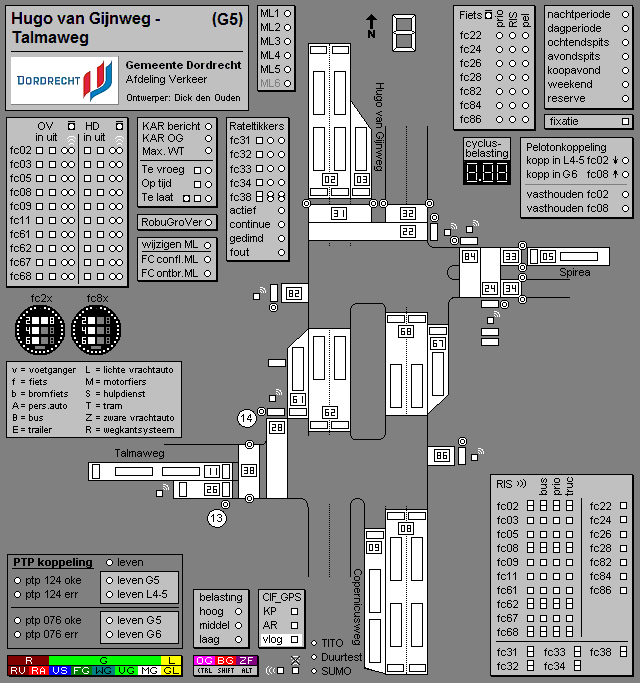 Hugo van Gijnweg - (G5)
Talmaweg
DORDRECHT
Gemeente Dordrecht
Afdeling Verkeer
Ontwerper: Dick den Ouden
ML1
ML2
ML3
ML4
ML5
ML6
N
Fiets prio RIS pel
fc22
fc24
fc26
fc28
fc82
fc84
fc86
nachtperiode
dagperiode
ochtendspits
avondspits
koopavond
weekend
reserve
fixatie
OV HD
in uit in uit
fc02
fc03
fc05
fc08
fc09
fc11
fc61
fc62
fc67
fc68
KAR bericht
KAR OG
Max. WT
Te vroeg
Op tijd
Te laat
RobuGroVer
wijzigen ML
FC confl.ML
FC ontbr.ML
Rateltikkers
fc31
fc32
fc33
fc34
fc38
actief
continue
gedimd
fout
cyclus-
belasting
Pelotonkoppeling
kopp in L4-5 fc02
kopp in G6 fc08
vasthouden fc02
vasthouden fc08
Hugo van Gijnweg
02 03
31 32
22
84 33 05
24 34
Spirea
82
68
67
61 62
14
28
86
Talmaweg
11 38
26
13
08
09
Copernicusweg
fc2x fc8x
v = voetganger L = lichte vrachtauto
f = fiets M = motorfiers
b = bromfiets S = hulpdienst
A = pers.auto T = tram
B = bus Z = zware vrachtauto
E = trailer R = wegkantsysteem
RIS bus prio truc
fc02 fc22
fc03 fc24
fc05 fc26
fc08 fc28
fc09 fc82
fc11 fc84
fc61 fc86
fc62
fc67
fc68
fc31 fc33 fc38
fc32 fc34
PTP koppeling leven
ptp 124 oke leven G5
ptp 124 err leven L4-5
ptp 076 oke leven G5
ptp 076 err leven G6
belasting
hoog
middel
laag
CIF_GPS
KP
AR
vlog
TITO
Duurtest
SUMO
R G L
RV RA VS FG WG VG MG GL
OG BG ZF
CTRL SHIFT ALT